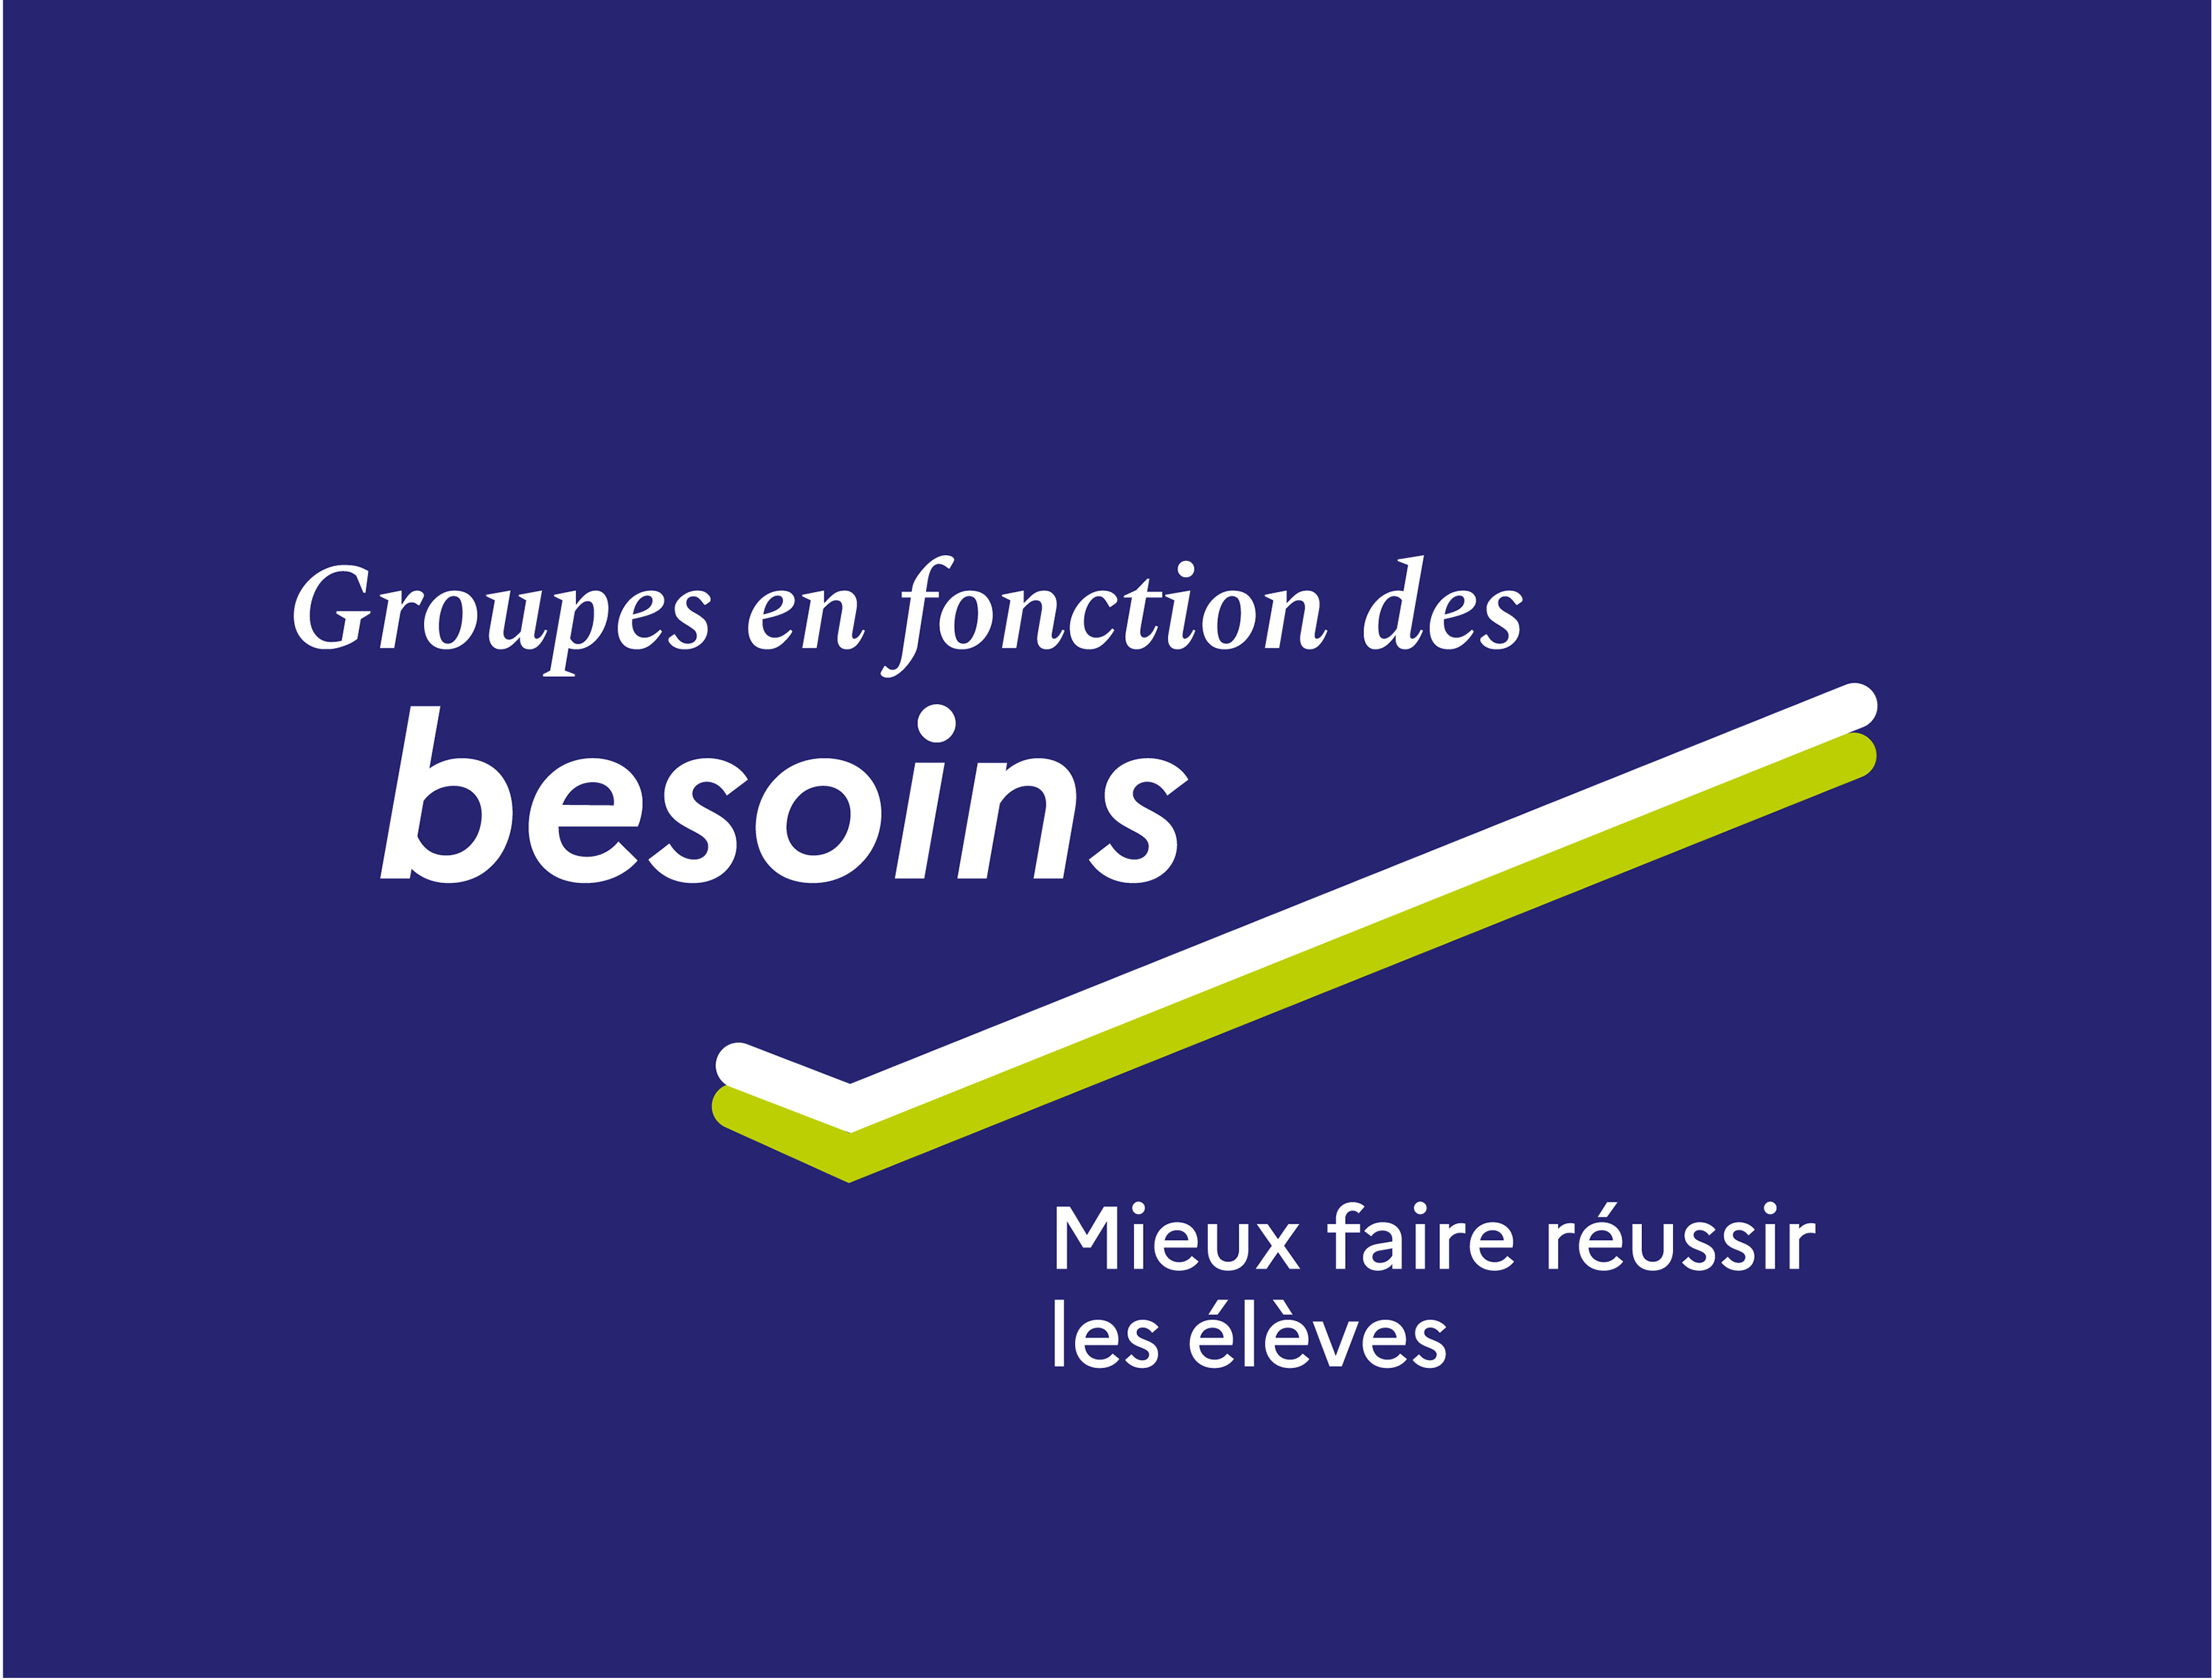 Groupes en fonction des
besoins
Mieux faire réussir
les élèves